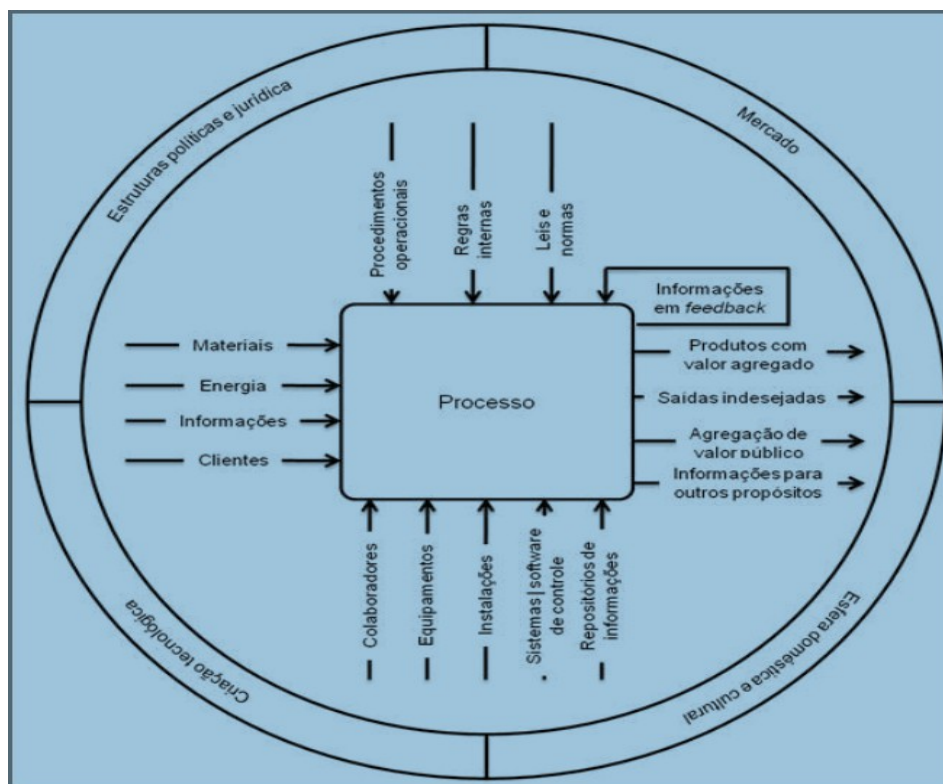 Estruturas políticas e jurídica
Mercado
Procedimentos
operacionais
Regras
internas
Leis e
normas
Informações
em feedback
Materiais
Energia
Informações
Clientes
Processo
Produtos com
valor agregado
Saídas indesejadas
Agregação de
valor público
Informações para
outros propósitos
Colaboradores
Equipamentos
Instalações
Sistemas|software
de controle
Repositórios de
informações
Criação tecnológica
Esfera doméstica e cultural